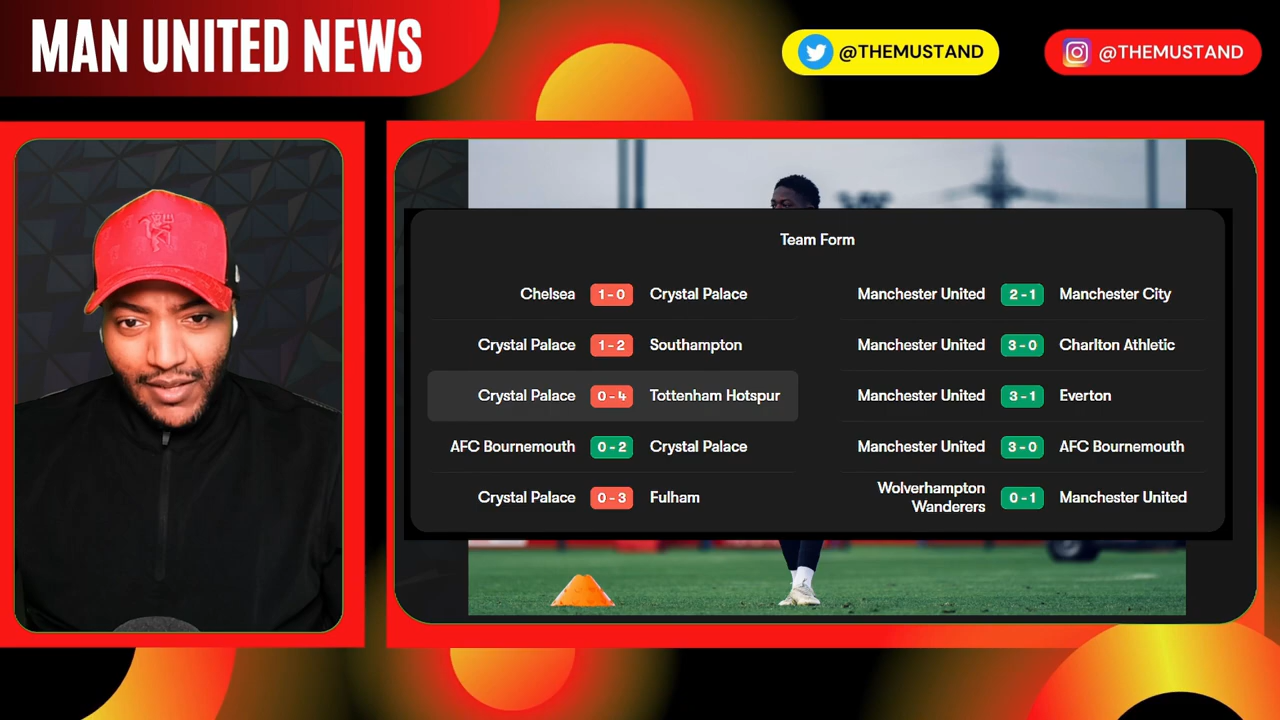 MAN UNITED NEWS
@THEMUSTAND
@THEMUSTAND
Team Form
Chelsea 1 - 0 Crystal Palace
Crystal Palace 1 - 2 Southampton
Crystal Palace 0 - 4 Tottenham Hotspur
AFC Bournemouth 0 - 2 Crystal Palace
Crystal Palace 0 - 3 Fulham
Manchester United 2 - 1 Manchester City
Manchester United 3 - 0 Charlton Athletic
Manchester United 3 - 1 Everton
Manchester United 3 - 0 AFC Bournemouth
Wolverhampton
Wanderers 0 - 1 Manchester United